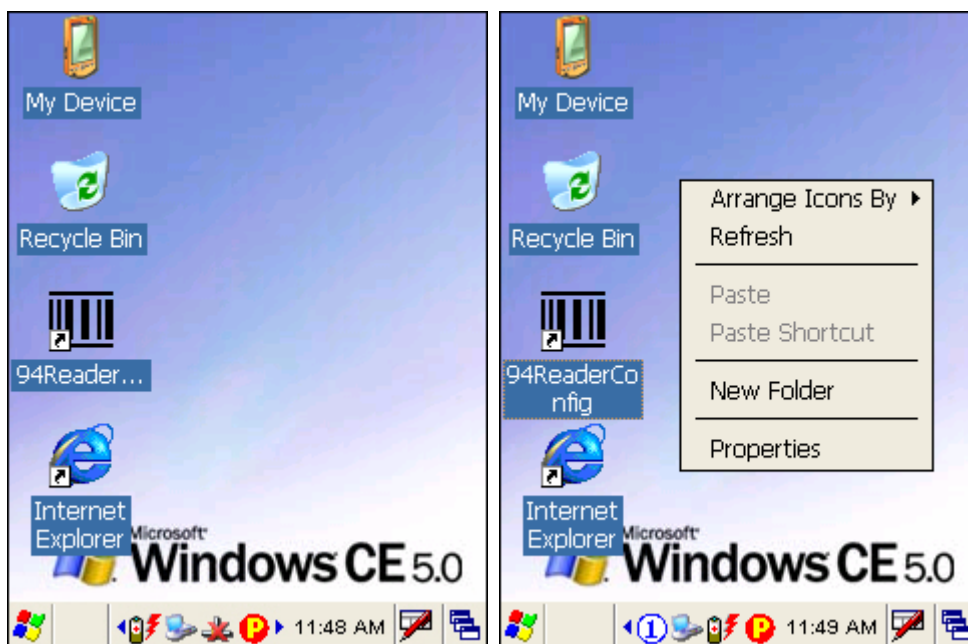 My Device
Recycle Bin
94Reader...
Internet
Explorer
Microsoft
Windows CE 5.0
P
11:48 AM
My Device
Recycle Bin
94ReaderCo
nfig
Internet
Explorer
Arrange Icons By
Refresh
Paste
Paste Shortcut
New Folder
Properties
Microsoft
Windows CE 5.0
1
P
11:49 AM